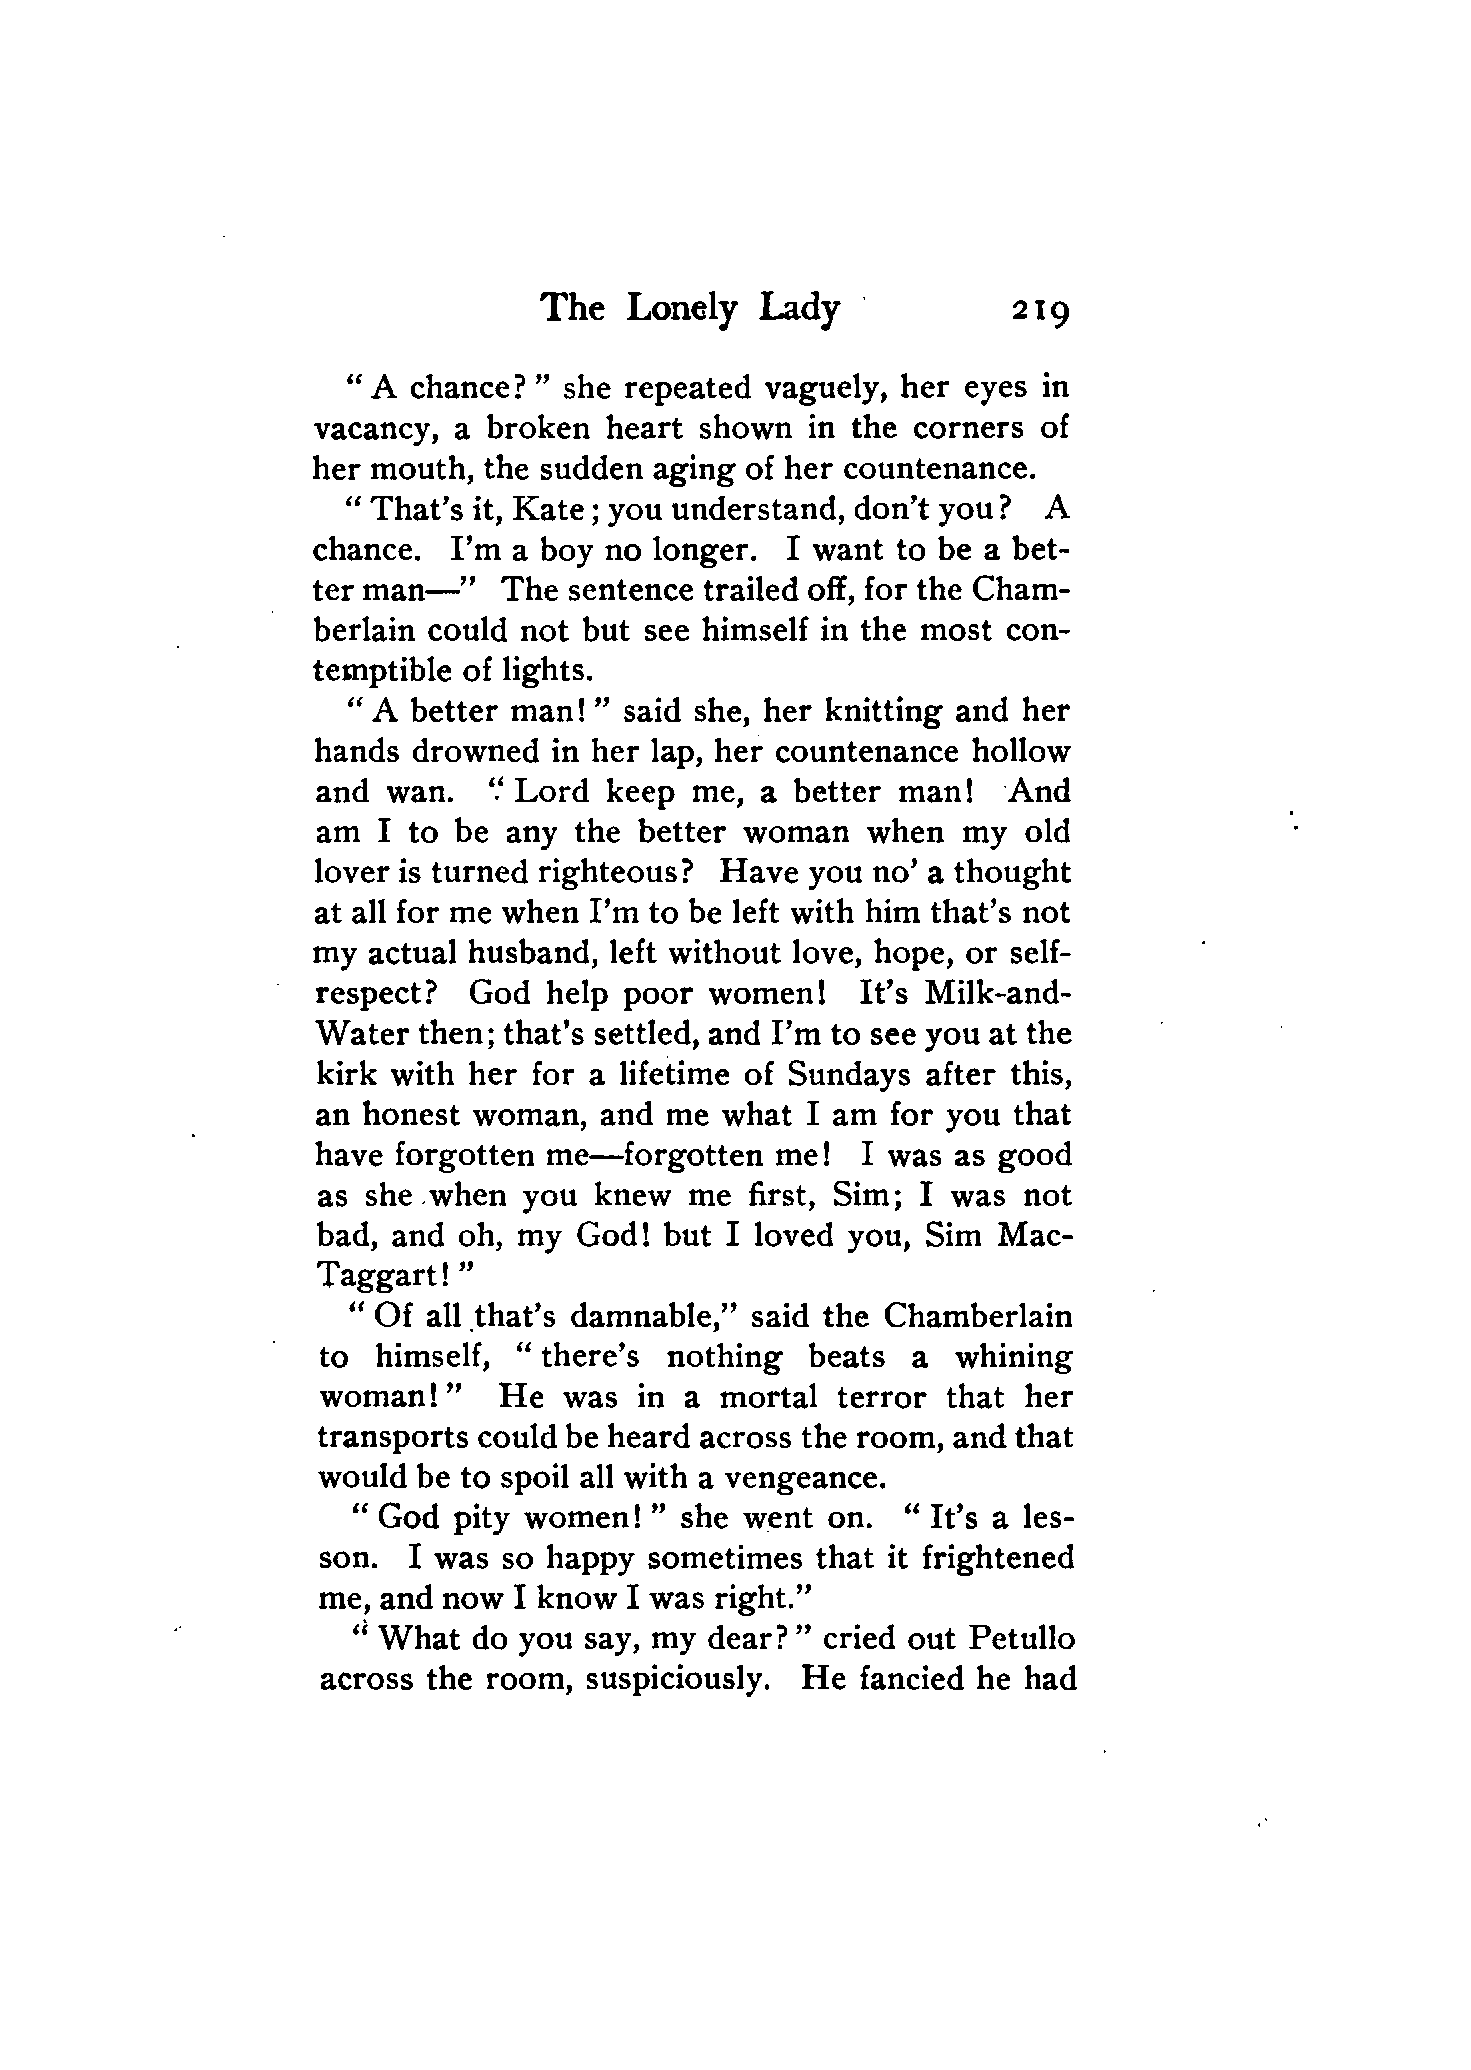 The Lonely Lady 219
"A chance?" she repeated vaguely, her eyes in
vacancy, a broken heart shown in the corners of
her mouth, the sudden aging of her countenance.
"That's it, Kate; you understand, don't you? A
chance. I'm a boy no longer. I want to be a bet-
ter man—" The sentence trailed off, for the Cham-
berlain could not but see himself in the most con-
temptible of lights.
"A better man!" said she, her knitting and her
hands drowned in her lap, her countenance hollow
and wan. "Lord keep me, a better man! And
am I to be any the better woman when my old
lover is turned righteous? Have you no' a thought
at all for me when I'm to be left with him that's not
my actual husband, left without love, hope, or self-
respect? God help poor women! It's Milk-and-
Water then; that's settled, and I'm to see you at the
kirk with her for a lifetime of Sundays after this,
an honest woman, and me what I am for you that
have forgotten me—forgotten me! I was as good
as she when you knew me first, Sim; I was not
bad, and oh, my God! but I loved you, Sim Mac-
Taggart!"
"Of all that's damnable," said the Chamberlain
to himself, "there's nothing beats a whining
woman!" He was in a mortal terror that her
transports could be heard across the room, and that
would be to spoil all with a vengeance.
"God pity women!" she went on. "It's a les-
son. I was so happy sometimes that it frightened
me, and now I know I was right."
"What do you say, my dear?" cried out Petullo
across the room, suspiciously. He fancied he had